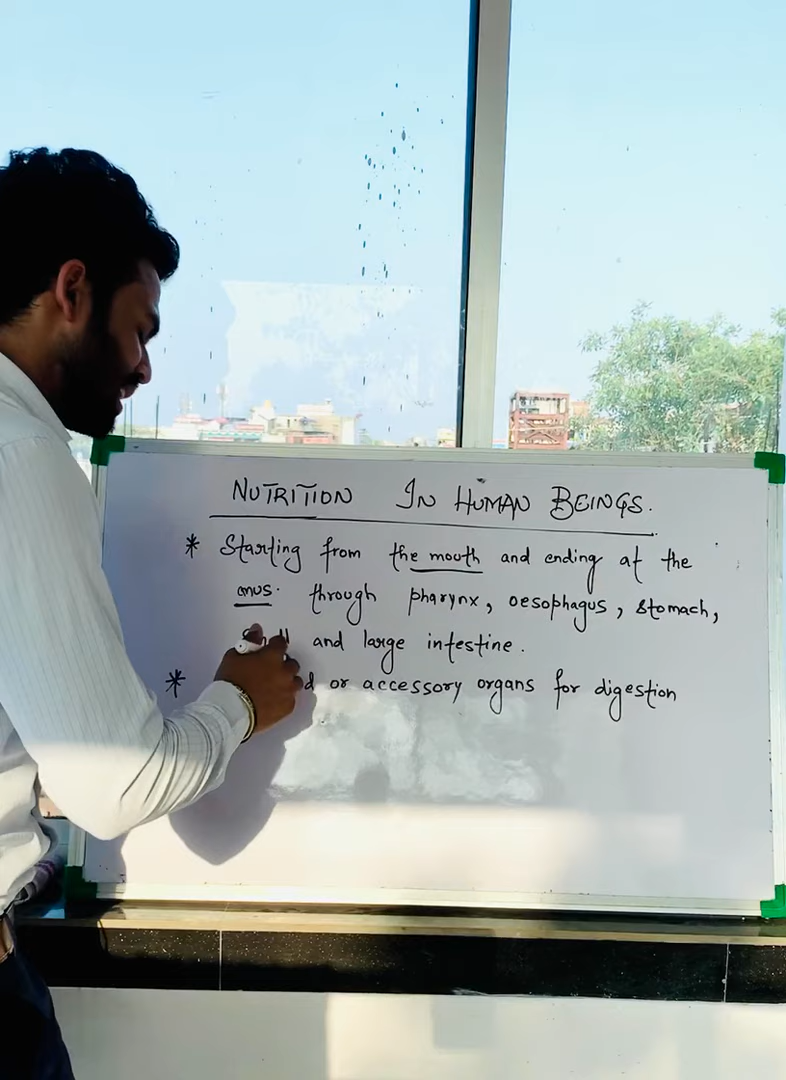 NUTRITION IN HUMAN BEINGS.
* Starting from the mouth and ending at the
anus. through pharynx, oesophagus, stomach,
and large intestine.
* or accessory organs for digestion